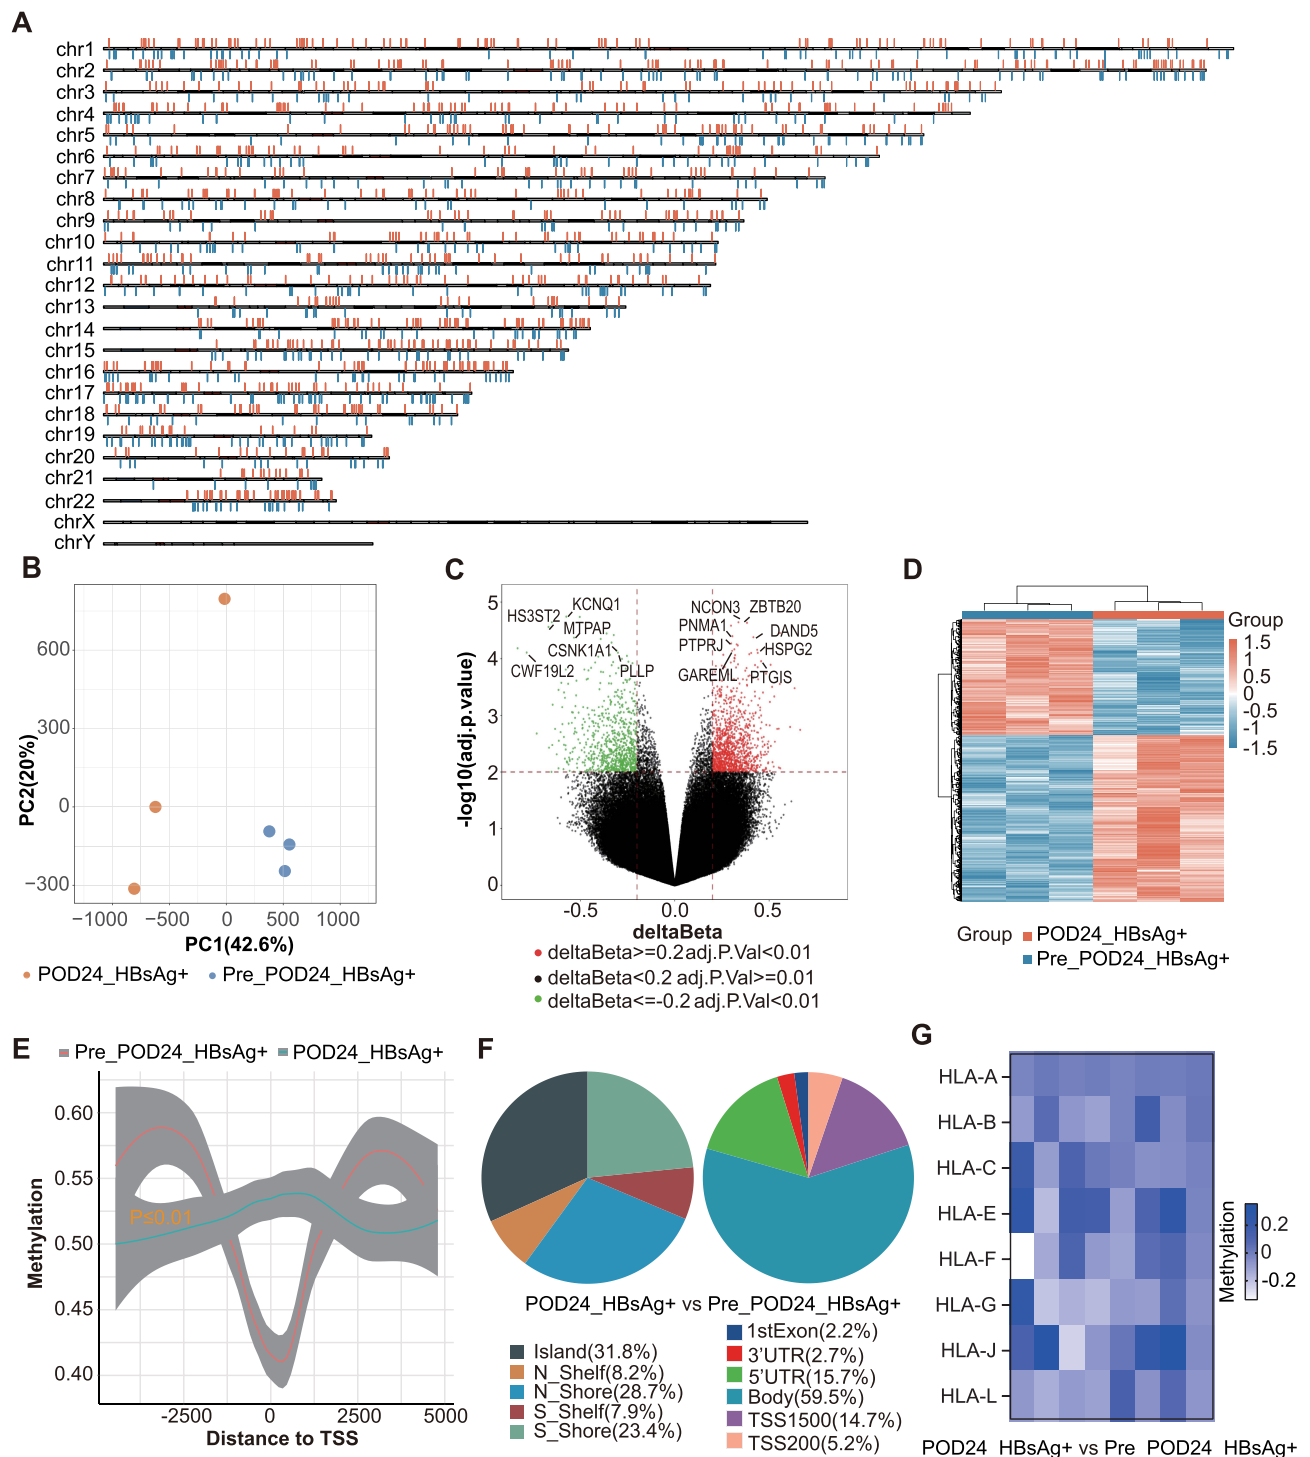 A
chr1
chr2
chr3
chr4
chr5
chr6
chr7
chr8
chr9
chr10
chr11
chr12
chr13
chr14
chr15
chr16
chr17
chr18
chr19
chr20
chr21
chr22
chrX
chrY
B
PC2(20%)
600
300
0
−300
−1000 −500 0 500 1000
PC1(42.6%)
POD24_HBsAg+ Pre_POD24_HBsAg+
C
-log10(adj.p.value)
5
4
3
2
1
0
HS3ST2
KCNQ1
MTPAP
CSNK1A1
CWF19L2
PLLP
NCON3
ZBTB20
PNMA1
DAND5
PTPRJ
HSPG2
GAREML
PTGIS
-0.5 0.0 0.5
deltaBeta
deltaBeta>=0.2 adj.P.Val<0.01
deltaBeta<0.2 adj.P.Val>=0.01
deltaBeta<=-0.2 adj.P.Val<0.01
D
Group
1.5
1
0.5
0
-0.5
-1
-1.5
Group POD24_HBsAg+
Pre_POD24_HBsAg+
E
Pre_POD24_HBsAg+ POD24_HBsAg+
Methylation
0.60
0.55
0.50
0.45
0.40
P≤0.01
-2500 0 2500 5000
Distance to TSS
F
POD24_HBsAg+ vs Pre_POD24_HBsAg+
Island(31.8%)
N_Shelf(8.2%)
N_Shore(28.7%)
S_Shelf(7.9%)
S_Shore(23.4%)
1stExon(2.2%)
3'UTR(2.7%)
5'UTR(15.7%)
Body(59.5%)
TSS1500(14.7%)
TSS200(5.2%)
G
HLA-A
HLA-B
HLA-C
HLA-E
HLA-F
HLA-G
HLA-J
HLA-L
Methylation
0.2
0
-0.2
POD24 HBsAg+ vs Pre POD24 HBsAg+